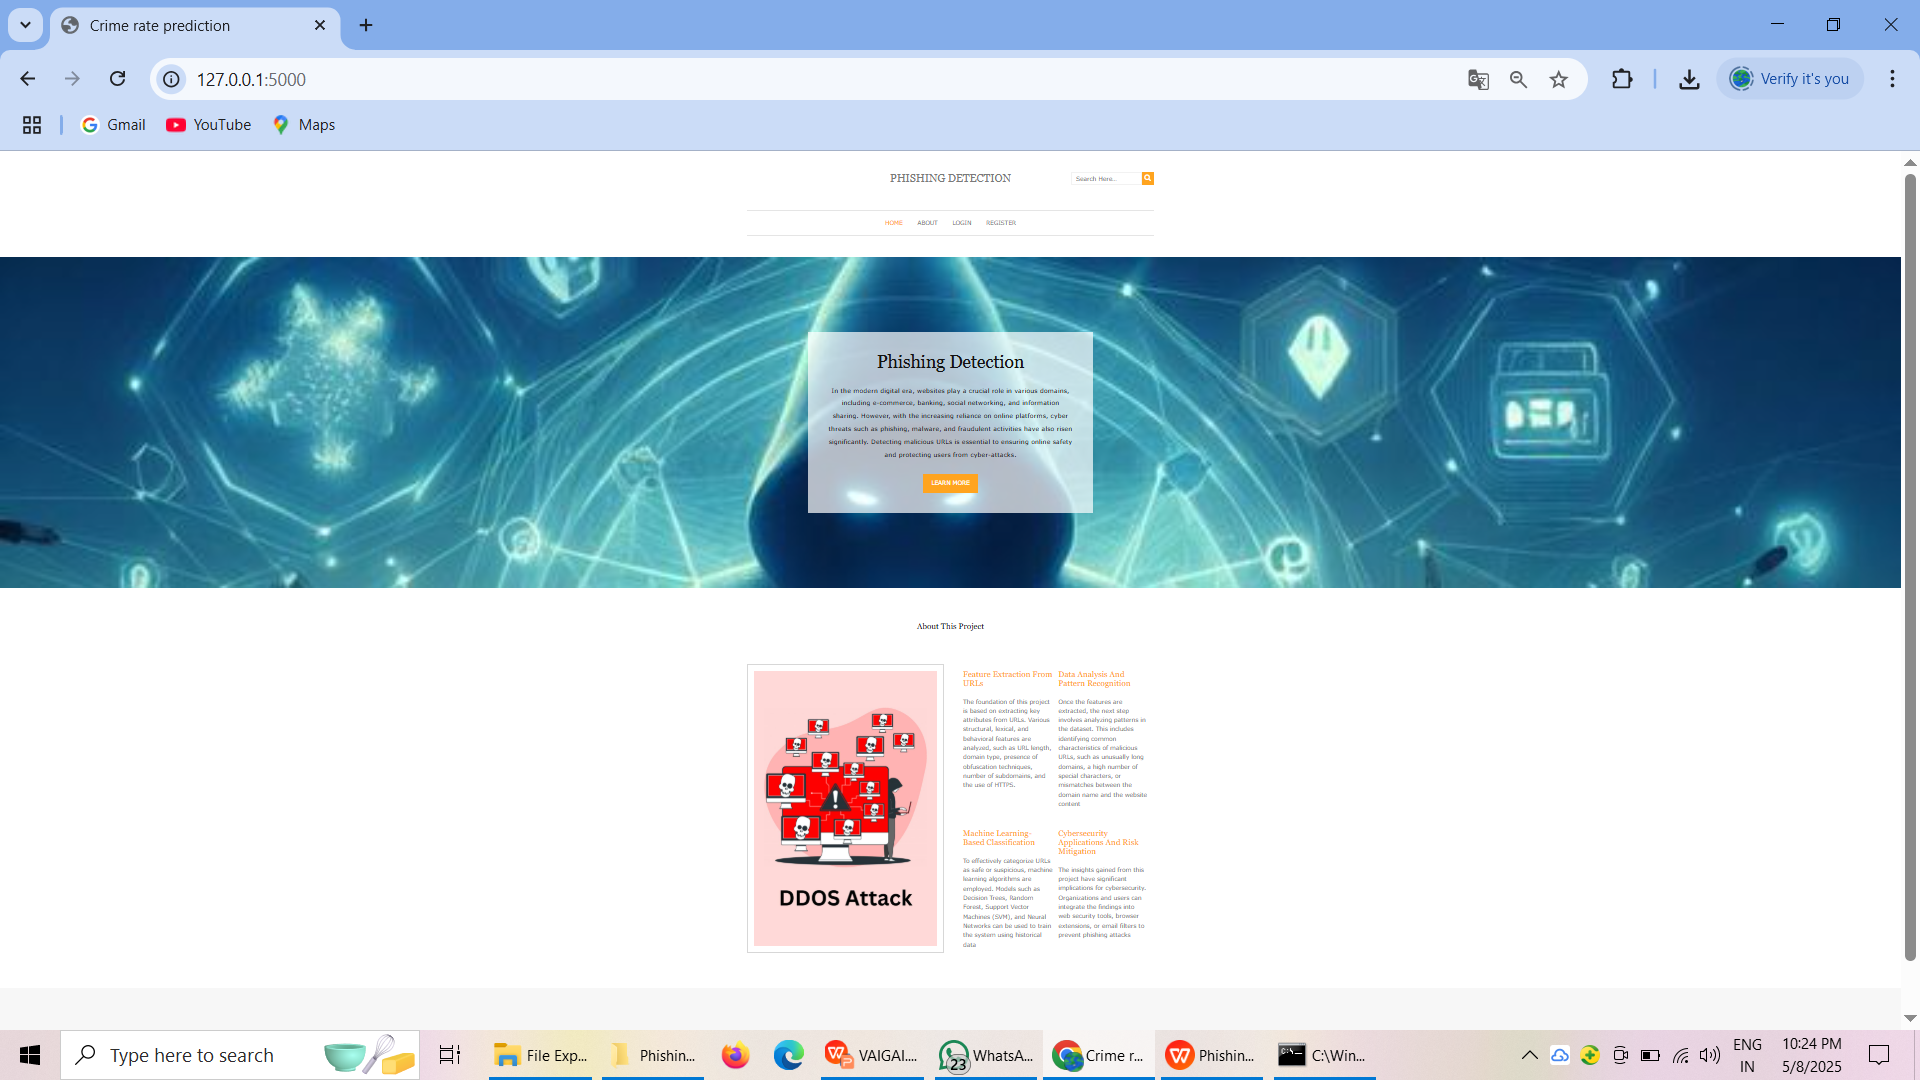 Crime rate prediction
127.0.0.1:5000
Verify it's you
Gmail
YouTube
Maps
PHISHING DETECTION
Search Here...
HOME
ABOUT
LOGIN
REGISTER
Phishing Detection
In the modern digital era, websites play a crucial role in various domains,
including e-commerce, banking, social networking, and information
sharing. However, with the increasing reliance on online platforms, cyber
threats such as phishing, malware, and fraudulent activities have also risen
significantly. Detecting malicious URLs is essential to ensuring online safety
and protecting users from cyber-attacks.
LEARN MORE
About This Project
DDOS Attack
Feature Extraction From
URLs
The foundation of this project
is based on extracting key
attributes from URLs. Various
structural, lexical, and
behavioral features are
analyzed, such as URL length,
domain type, presence of
obfuscation techniques,
number of subdomains, and
the use of HTTPS.
Data Analysis And
Pattern Recognition
Once the features are
extracted, the next step
involves analyzing patterns in
the dataset. This includes
identifying common
characteristics of malicious
URLs, such as unusually long
domains, a high number of
special characters, or
mismatches between the
domain name and the website
content
Machine Learning-
Based Classification
To effectively categorize URLs
as safe or suspicious, machine
learning algorithms are
employed. Models such as
Decision Trees, Random
Forest, Support Vector
Machines (SVM), and Neural
Networks can be used to train
the system using historical
data
Cybersecurity
Applications And Risk
Mitigation
The insights gained from this
project have significant
implications for cybersecurity.
Organizations and users can
integrate the findings into
web security tools, browser
extensions, or email filters to
prevent phishing attacks
Type here to search
File Exp...
Phishin...
VAIGAI....
23
WhatsA...
Crime r...
Phishin...
C:\Win...
ENG
IN
10:24 PM
5/8/2025